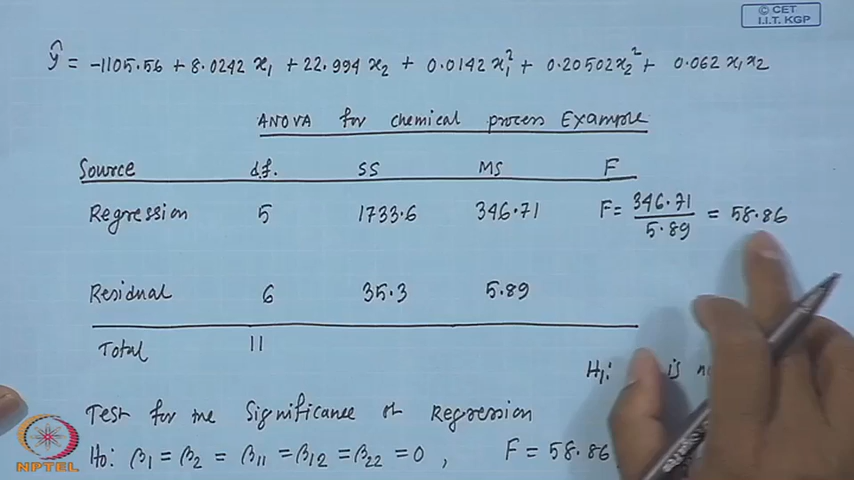 © CET
I.I.T. KGP
ŷ = -1105.56 + 8.0242 x₁ + 22.994 x₂ + 0.0142 x₁² + 0.20502 x₂² + 0.062 x₁x₂
ANOVA for chemical process Example
Source d.f. SS MS F
Regression 5 1733.6 346.71 F = 346.71 / 5.89 = 58.86
Residual 6 35.3 5.89
Total 11
H₁: is
Test for the Significance of Regression
H₀: β₁ = β₂ = β₁₁ = β₁₂ = β₂₂ = 0 , F = 58.86
NPTEL